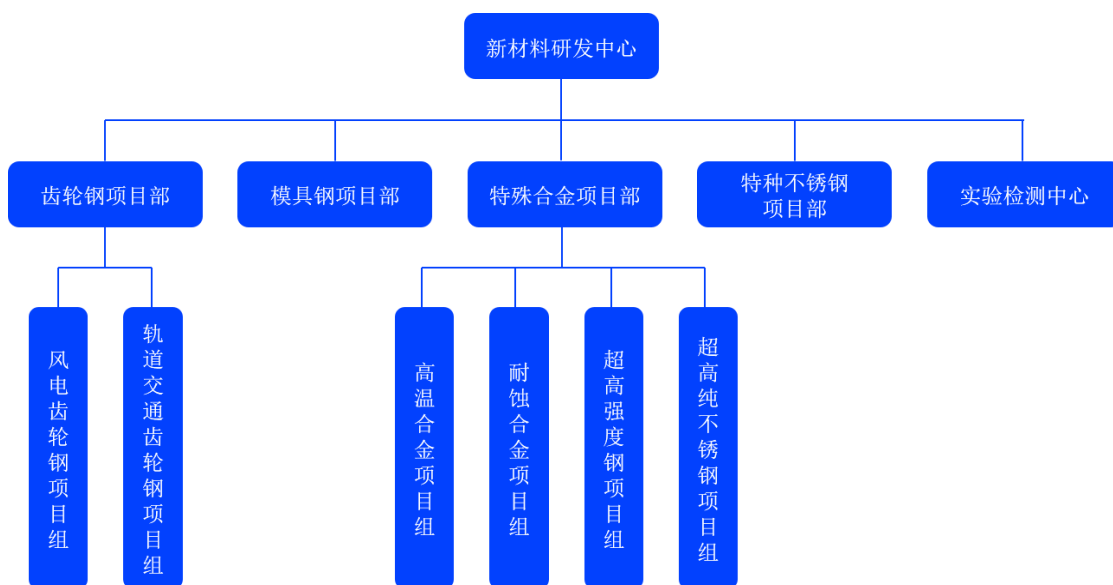 新材料研发中心
齿轮钢项目部
模具钢项目部
特殊合金项目部
特种不锈钢
项目部
实验检测中心
风电齿轮钢项目组
轨道交通齿轮钢项目组
高温合金项目组
耐蚀合金项目组
超高强度钢项目组
超高纯不锈钢项目组